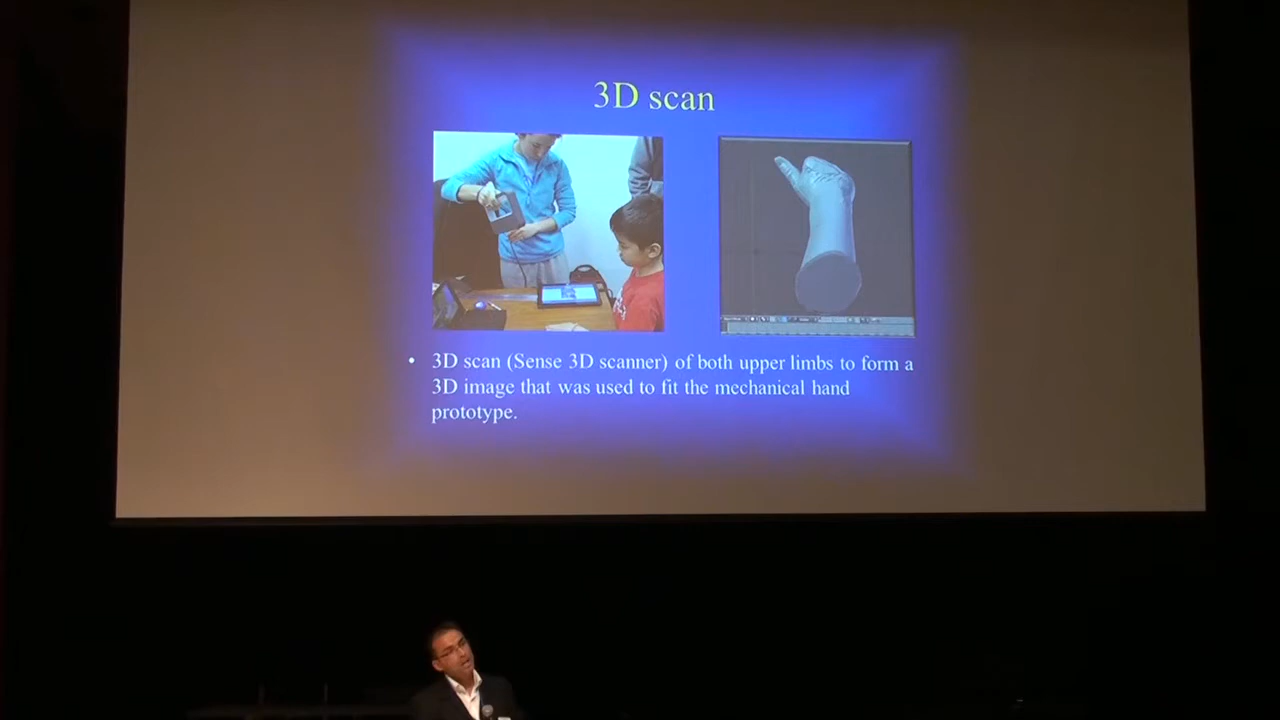 3D scan
• 3D scan (Sense 3D scanner) of both upper limbs to form a
3D image that was used to fit the mechanical hand
prototype.